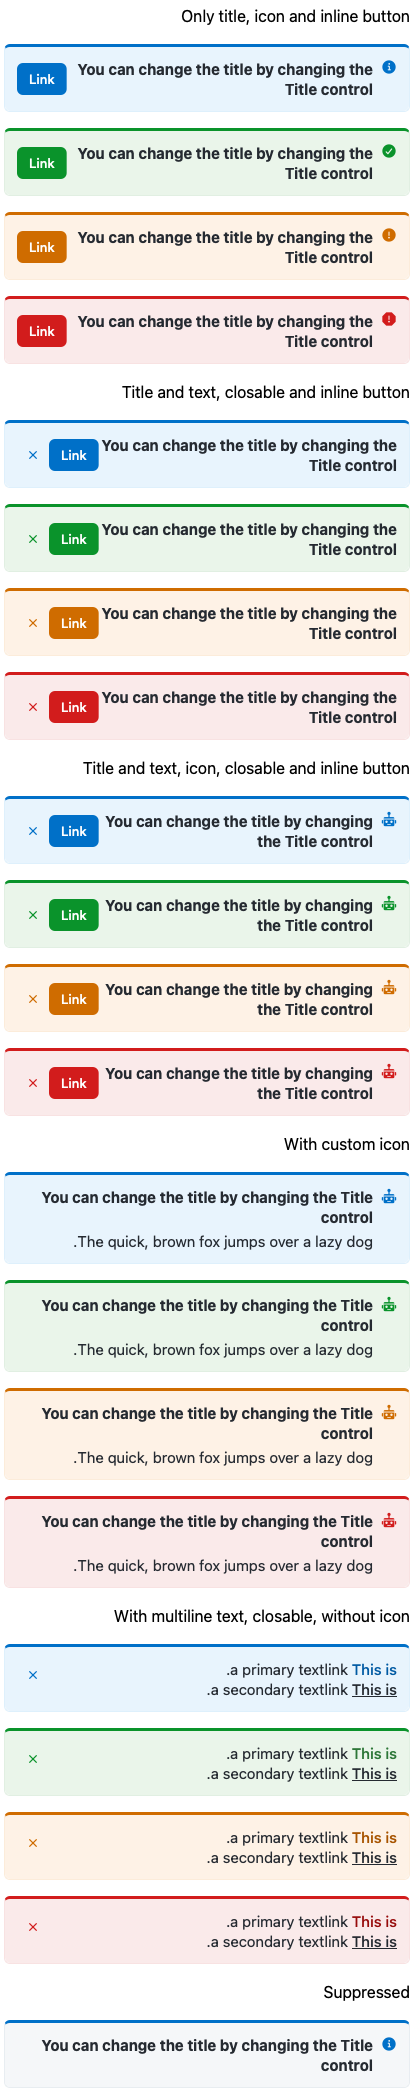 Only title, icon and inline button
You can change the title by changing the
Title control
Link
You can change the title by changing the
Title control
Link
You can change the title by changing the
Title control
Link
You can change the title by changing the
Title control
Link
Title and text, closable and inline button
You can change the title by changing the
Title control
Link
You can change the title by changing the
Title control
Link
You can change the title by changing the
Title control
Link
You can change the title by changing the
Title control
Link
Title and text, icon, closable and inline button
You can change the title by changing
the Title control
Link
You can change the title by changing
the Title control
Link
You can change the title by changing
the Title control
Link
You can change the title by changing
the Title control
Link
With custom icon
You can change the title by changing the Title
control
.The quick, brown fox jumps over a lazy dog
You can change the title by changing the Title
control
.The quick, brown fox jumps over a lazy dog
You can change the title by changing the Title
control
.The quick, brown fox jumps over a lazy dog
You can change the title by changing the Title
control
.The quick, brown fox jumps over a lazy dog
With multiline text, closable, without icon
.a primary textlink This is
.a secondary textlink This is
.a primary textlink This is
.a secondary textlink This is
.a primary textlink This is
.a secondary textlink This is
.a primary textlink This is
.a secondary textlink This is
Suppressed
You can change the title by changing the Title
control